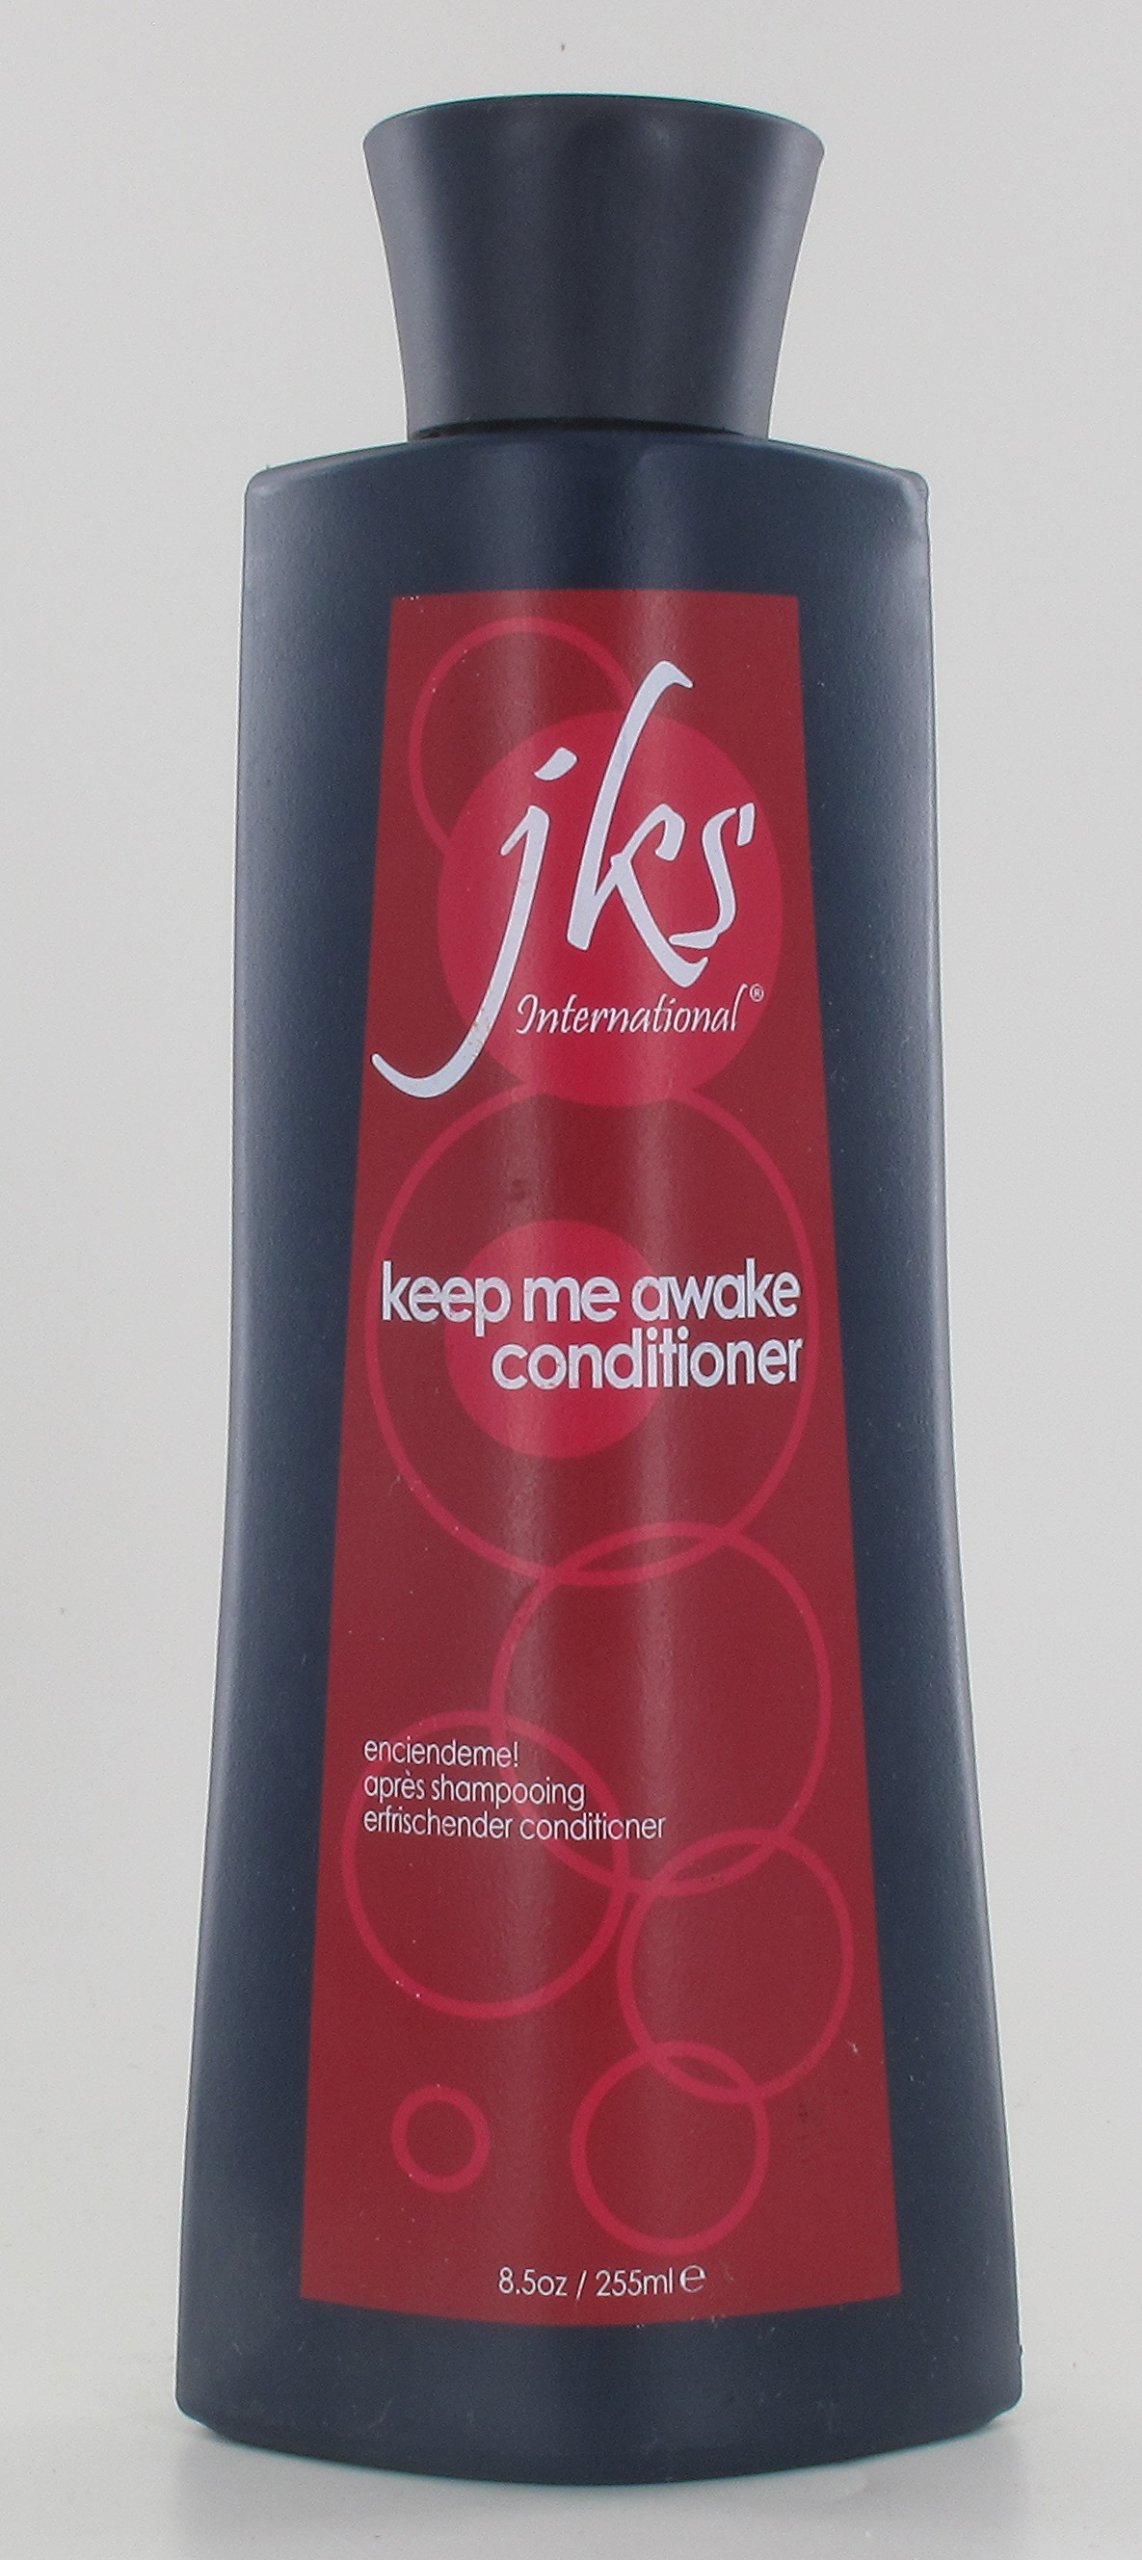 jks
International®
keep me awake
conditioner
enciendeme!
après shampooing
erfrischender conditioner
8.5oz / 255ml ℮